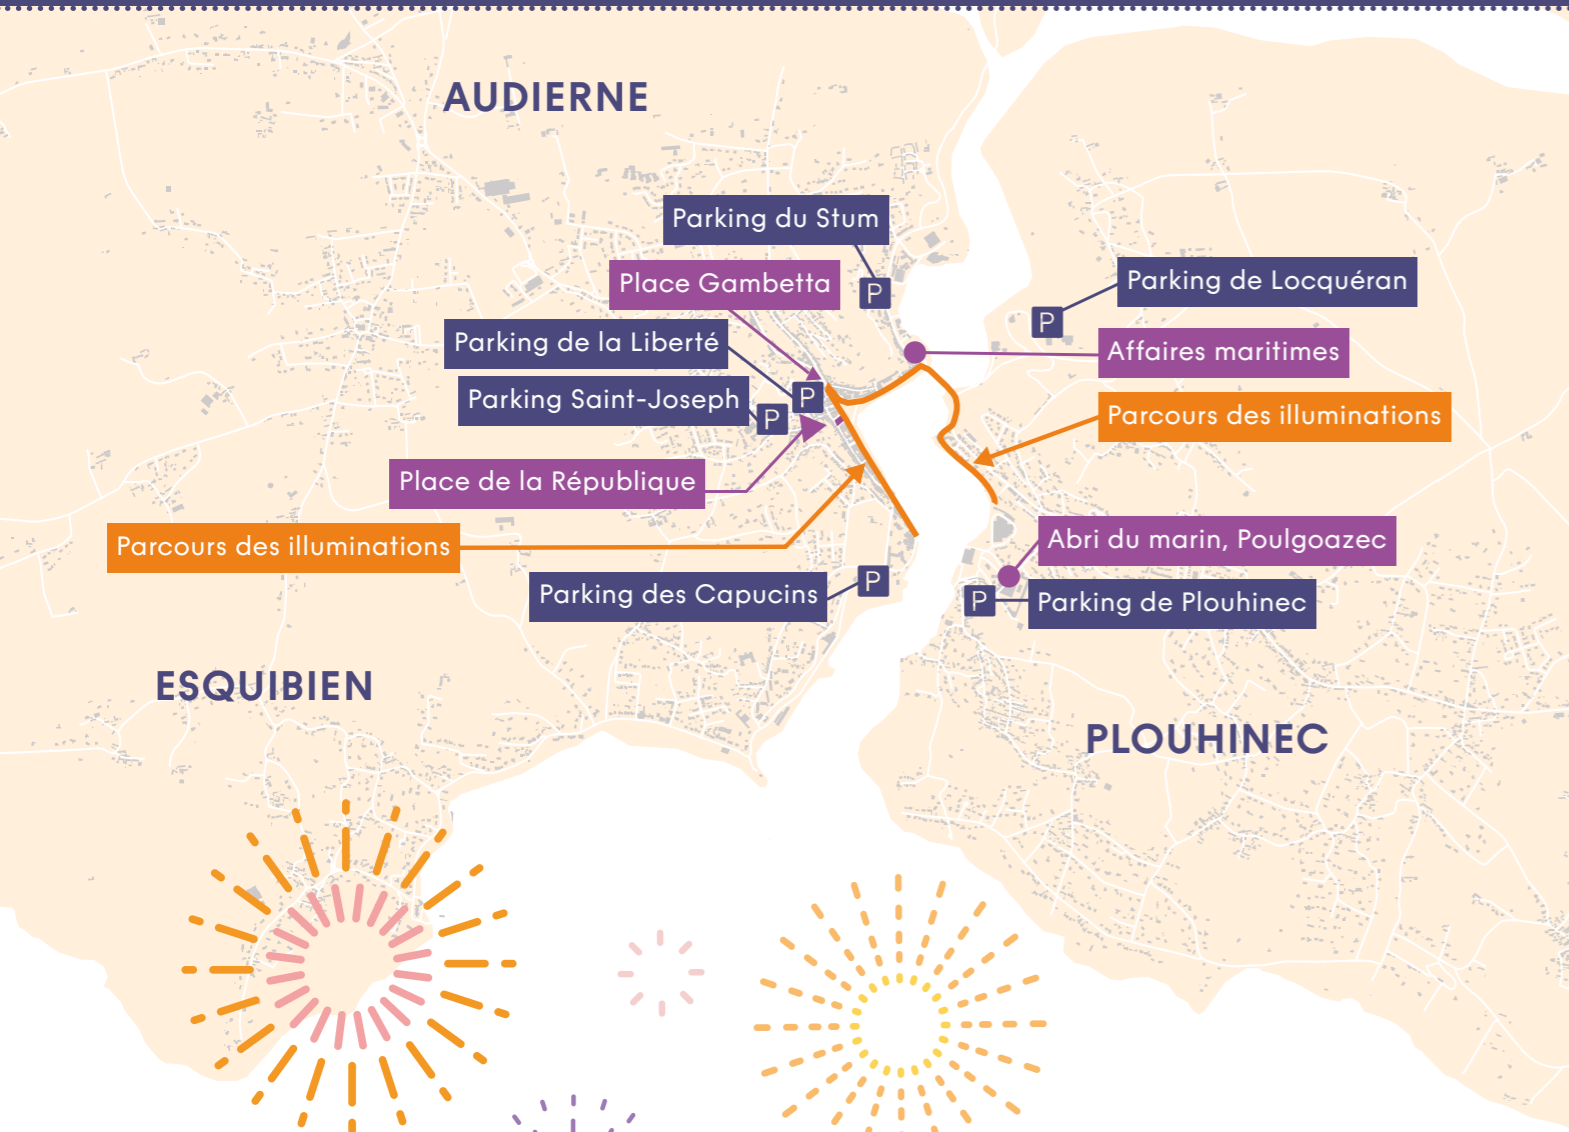 AUDIERNE
Parking du Stum
P
Place Gambetta
Parking de Locquéran
P
Parking de la Liberté
P
Affaires maritimes
Parking Saint-Joseph
P
Parcours des illuminations
Place de la République
Parcours des illuminations
Abri du marin, Poulgoazec
Parking des Capucins
P
P
Parking de Plouhinec
ESQUIBIEN
PLOUHINEC